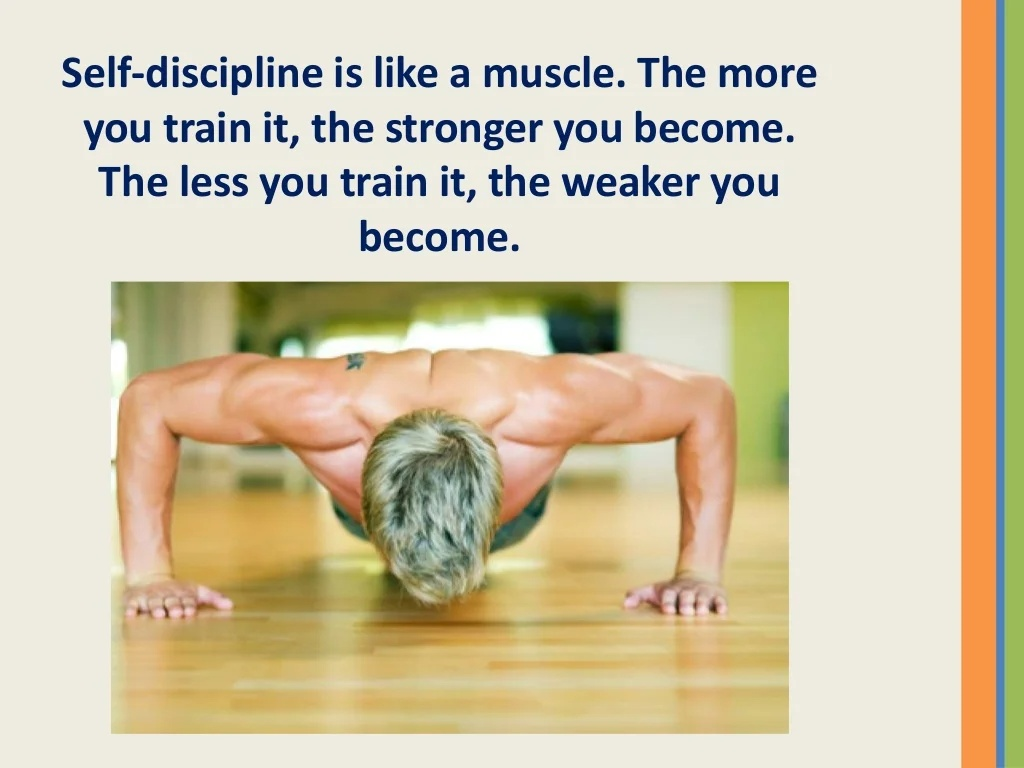 Self-discipline is like a muscle. The more
you train it, the stronger you become.
The less you train it, the weaker you
become.